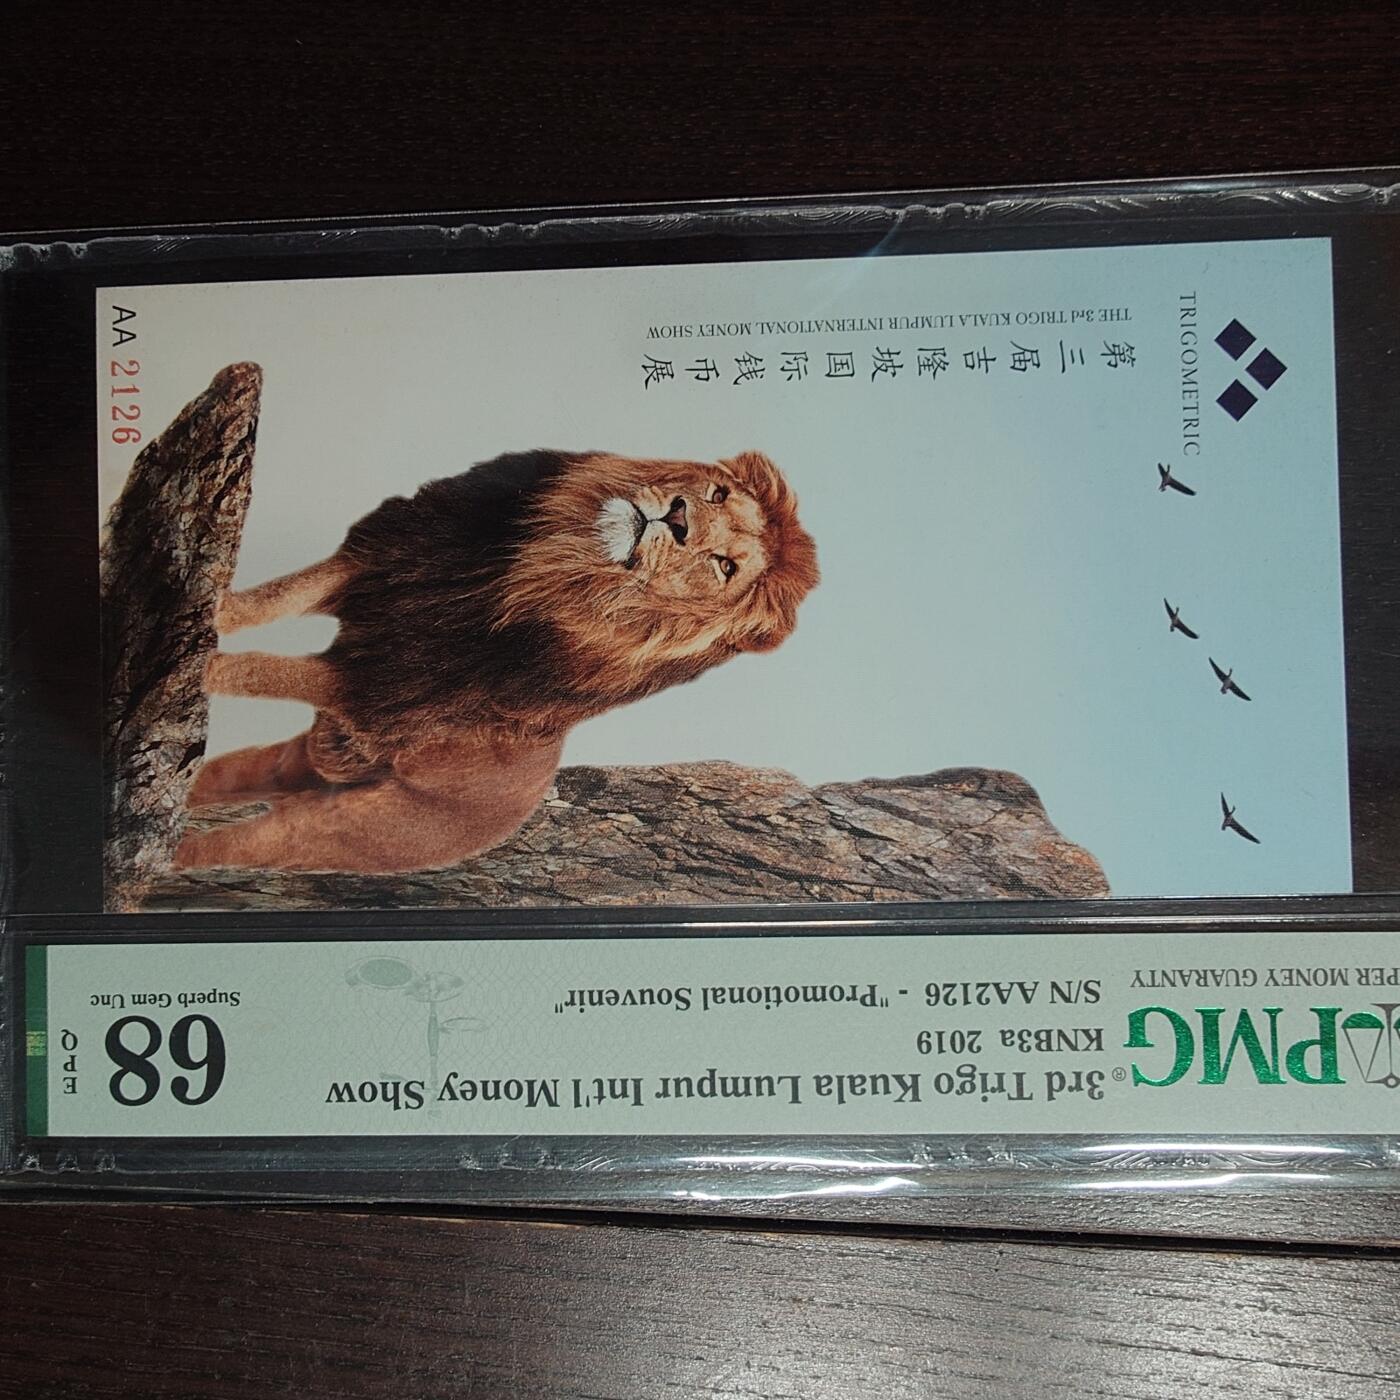 TRIGOMETRIC
第三届吉隆坡国际钱币展
THE 3rd TRIGO KUALA LUMPUR INTERNATIONAL MONEY SHOW
AA 2126
PMG®
PER MONEY GUARANTY
3rd Trigo Kuala Lumpur Int'l Money Show
KNB3a 2019
S/N AA2126 - "Promotional Souvenir"
68
EPQ
Superb Gem Unc